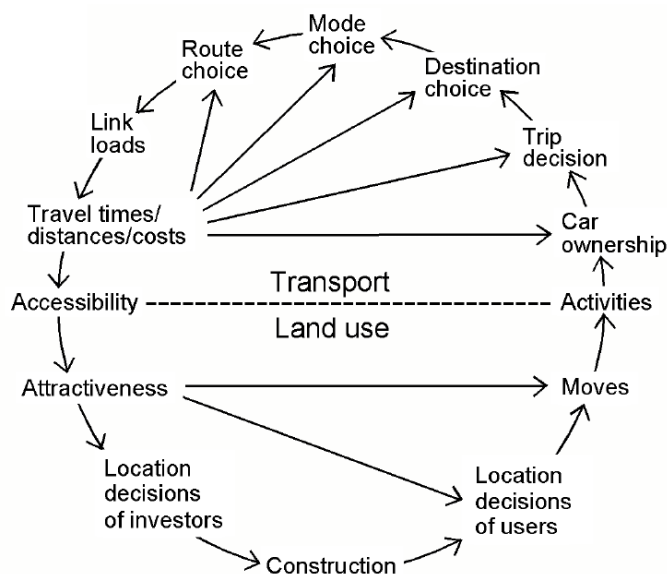 Mode
choice
Route
choice
Destination
choice
Link
loads
Trip
decision
Travel times/
distances/costs
Car
ownership
Transport
Accessibility
Activities
Land use
Attractiveness
Moves
Location
decisions
of investors
Location
decisions
of users
Construction